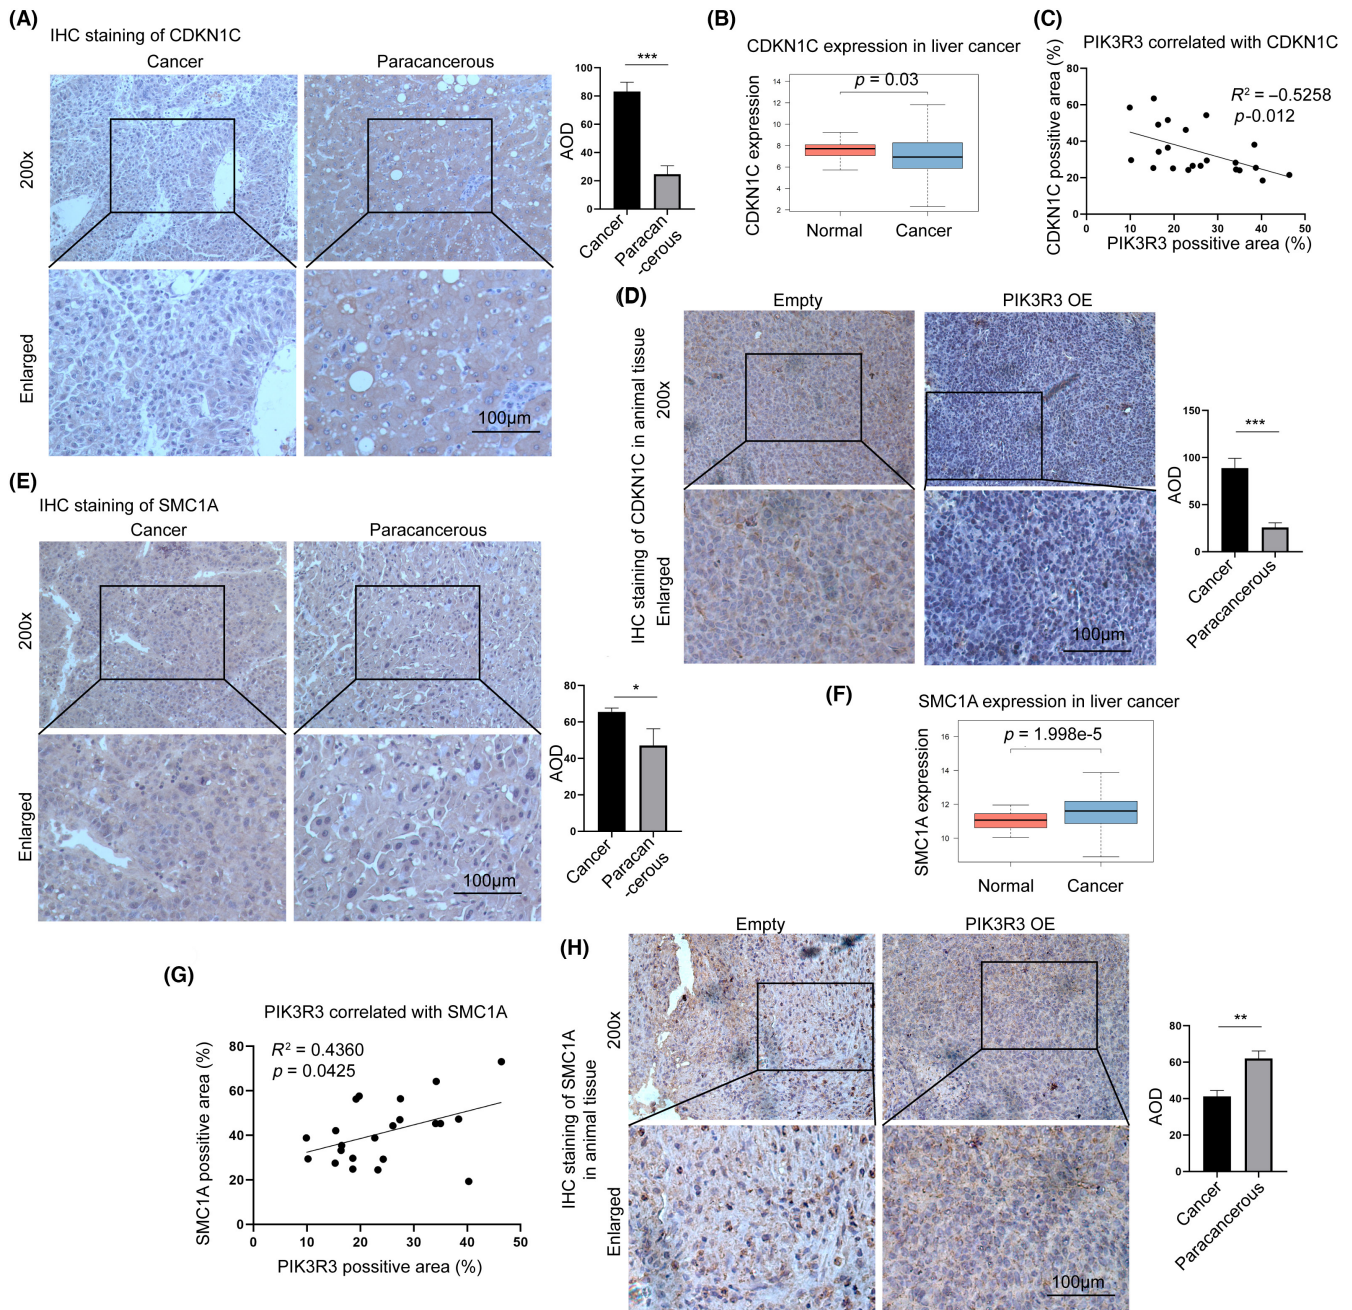 (A)
IHC staining of CDKN1C
Cancer
Paracancerous
200x
Enlarged
100µm
AOD
100
80
60
40
20
0
***
Cancer
Paracan
-cerous
(B)
CDKN1C expression in liver cancer
CDKN1C expression
14
12
10
8
6
4
2
p = 0.03
Normal
Cancer
(C)
PIK3R3 correlated with CDKN1C
CDKN1C possitive area (%)
80
60
40
20
0
R² = –0.5258
p-0.012
0
10
20
30
40
50
PIK3R3 possitive area (%)
(D)
IHC staining of CDKN1C in animal tissue
Empty
PIK3R3 OE
200x
Enlarged
100µm
AOD
150
100
50
0
***
Cancer
Paracancerous
(E)
IHC staining of SMC1A
Cancer
Paracancerous
200x
Enlarged
100µm
AOD
80
60
40
20
0
*
Cancer
Paracan
-cerous
(F)
SMC1A expression in liver cancer
SMC1A expression
16
14
12
10
p = 1.998e-5
Normal
Cancer
(G)
PIK3R3 correlated with SMC1A
SMC1A possitive area (%)
80
60
40
20
0
R² = 0.4360
p = 0.0425
0
10
20
30
40
50
PIK3R3 possitive area (%)
(H)
IHC staining of SMC1A
in animal tissue
Empty
PIK3R3 OE
200x
Enlarged
100µm
AOD
80
60
40
20
0
**
Cancer
Paracancerous